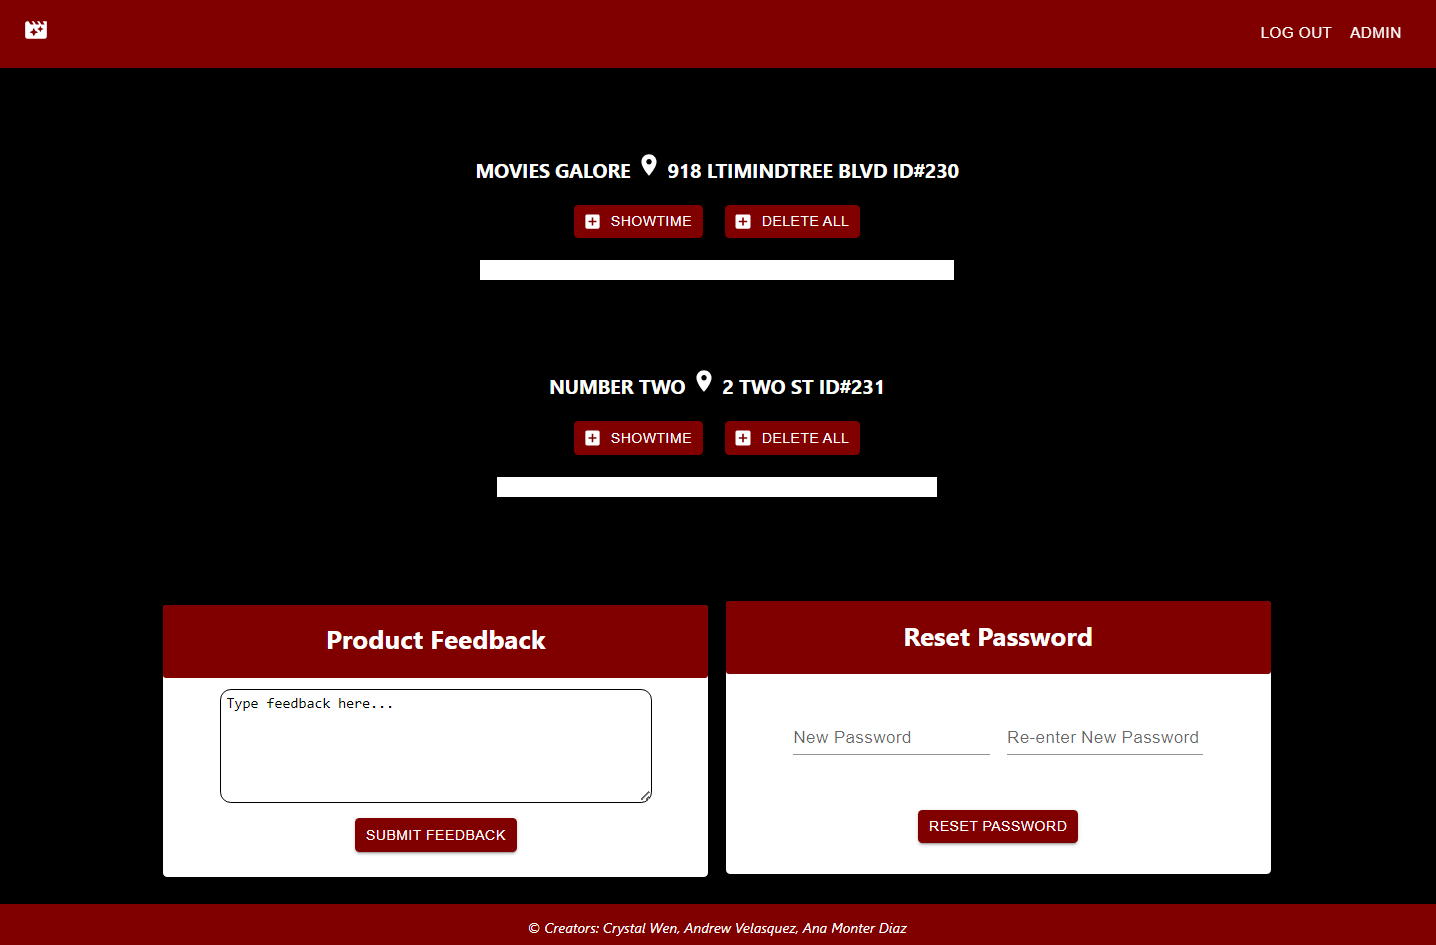 LOG OUT ADMIN
MOVIES GALORE 918 LTIMINDTREE BLVD ID#230
SHOWTIME DELETE ALL
NUMBER TWO 2 TWO ST ID#231
SHOWTIME DELETE ALL
Product Feedback
Type feedback here...
SUBMIT FEEDBACK
Reset Password
New Password Re-enter New Password
RESET PASSWORD
© Creators: Crystal Wen, Andrew Velasquez, Ana Monter Diaz